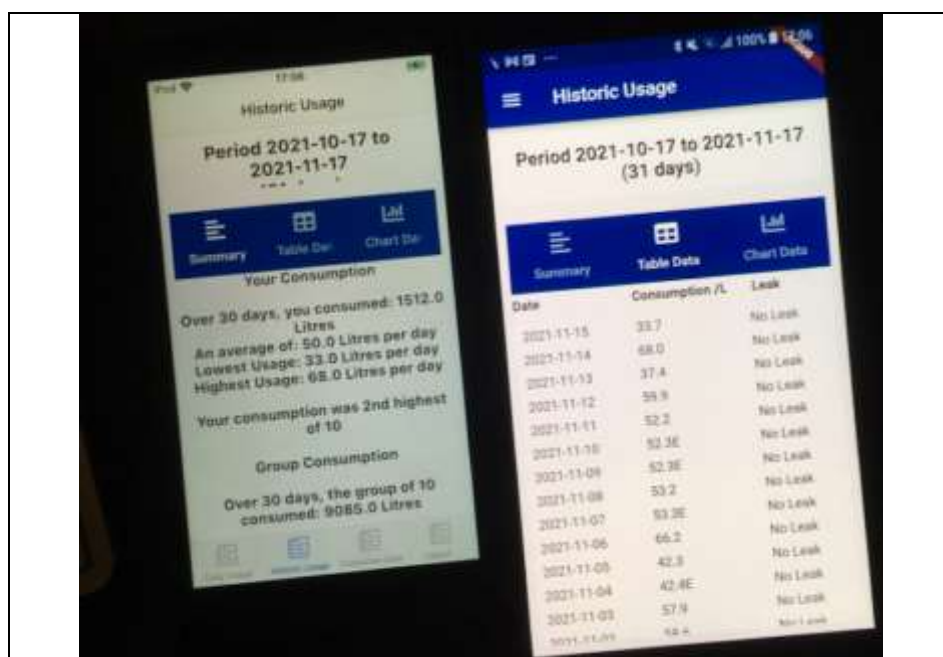 iPod 17:06
Historic Usage
Period 2021-10-17 to
2021-11-17
Summary Table Da Chart Da
Your Consumption
Over 30 days, you consumed: 1512.0
Litres
An average of: 50.0 Litres per day
Lowest Usage: 33.0 Litres per day
Highest Usage: 68.0 Litres per day
Your consumption was 2nd highest
of 10
Group Consumption
Over 30 days, the group of 10
consumed: 9085.0 Litres
Historic Usage
100% 17:06
Historic Usage
Period 2021-10-17 to 2021-11-17
(31 days)
Summary Table Data Chart Data
Date Consumption /L Leak
2021-11-15 33.7 No Leak
2021-11-14 68.0 No Leak
2021-11-13 37.4 No Leak
2021-11-12 59.9 No Leak
2021-11-11 52.2 No Leak
2021-11-10 52.3E No Leak
2021-11-09 52.3E No Leak
2021-11-08 53.2 No Leak
2021-11-07 53.3E No Leak
2021-11-06 66.2 No Leak
2021-11-05 42.3 No Leak
2021-11-04 42.4E No Leak
2021-11-03 57.9 No Leak